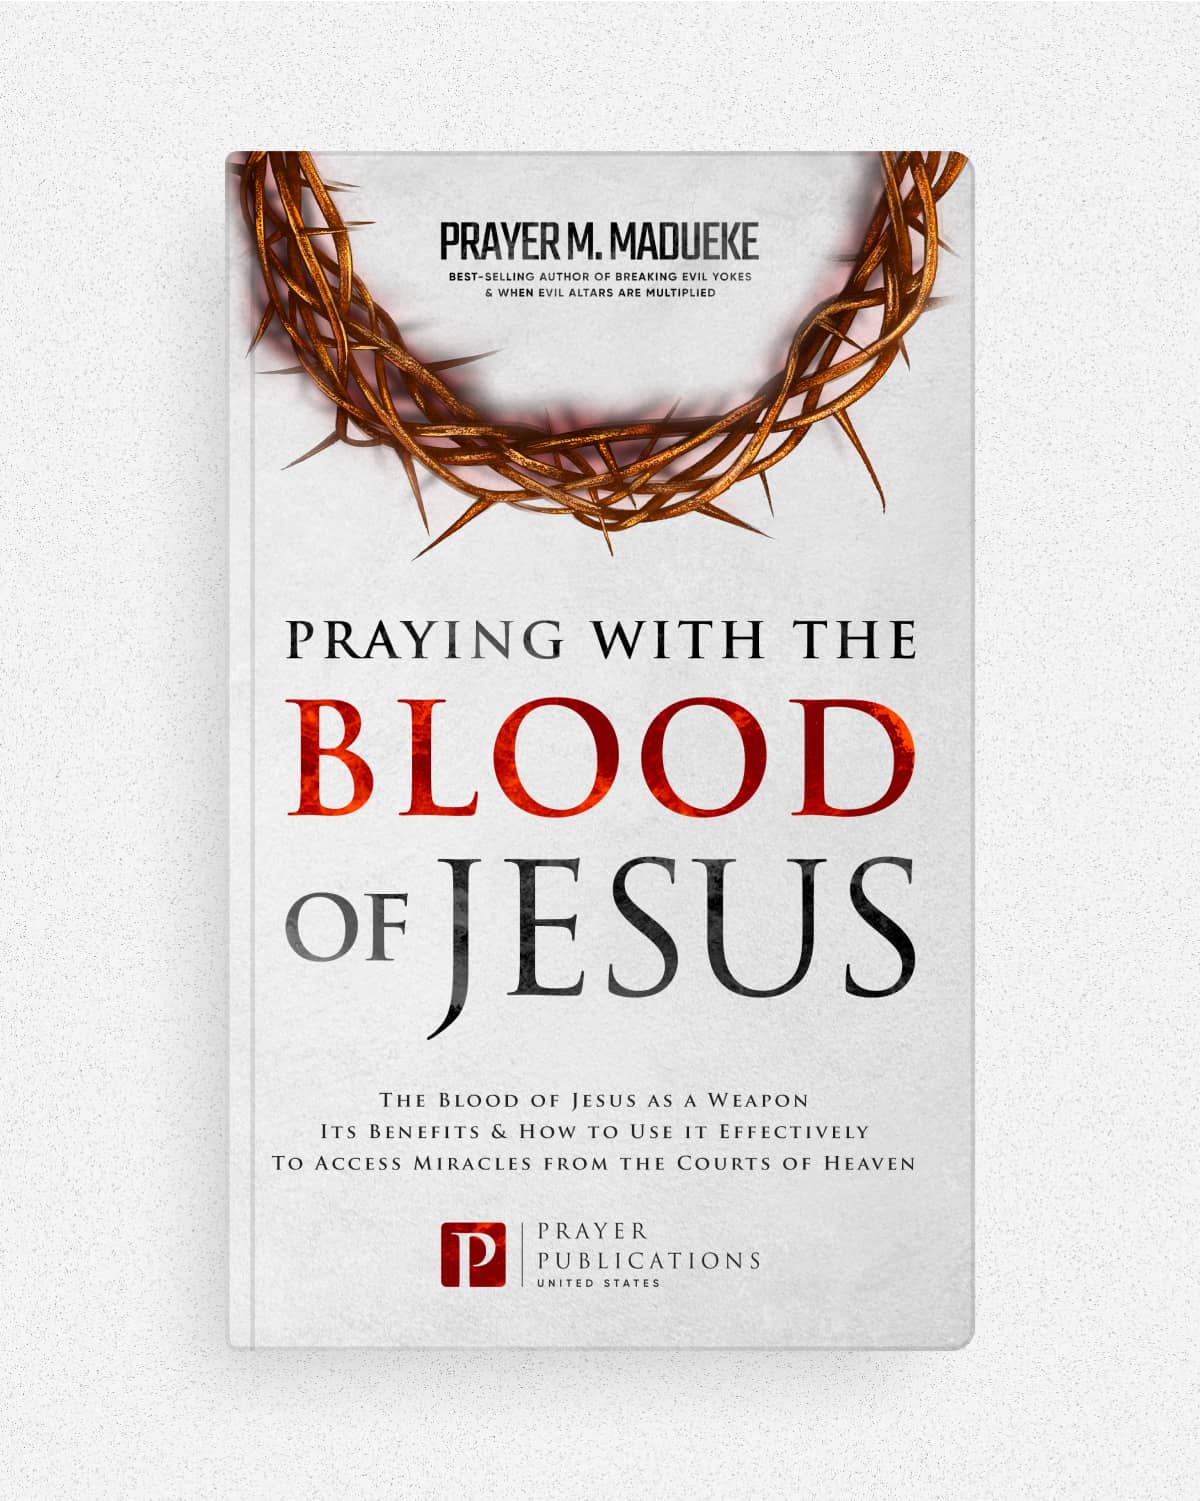 PRAYER M. MADUEKE
BEST-SELLING AUTHOR OF BREAKING EVIL YOKES
& WHEN EVIL ALTARS ARE MULTIPLIED
PRAYING WITH THE
BLOOD
OF JESUS
THE BLOOD OF JESUS AS A WEAPON
ITS BENEFITS & HOW TO USE IT EFFECTIVELY
TO ACCESS MIRACLES FROM THE COURTS OF HEAVEN
P
PRAYER
PUBLICATIONS
UNITED STATES